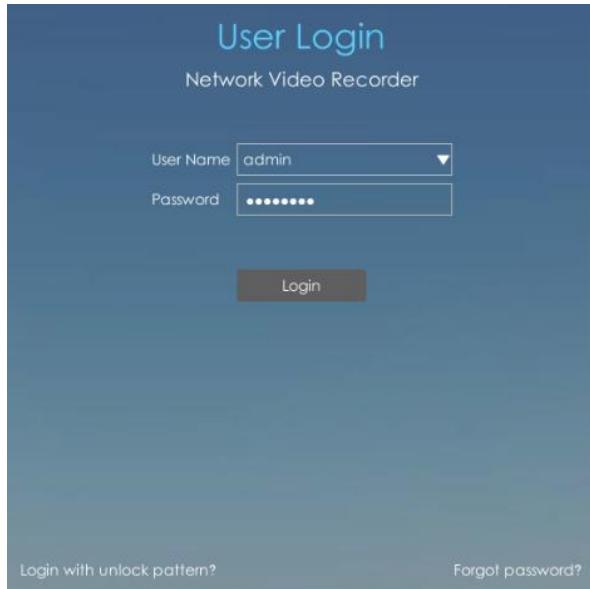 User Login
Network Video Recorder
User Name admin
Password ••••••••
Login
Login with unlock pattern? Forgot password?